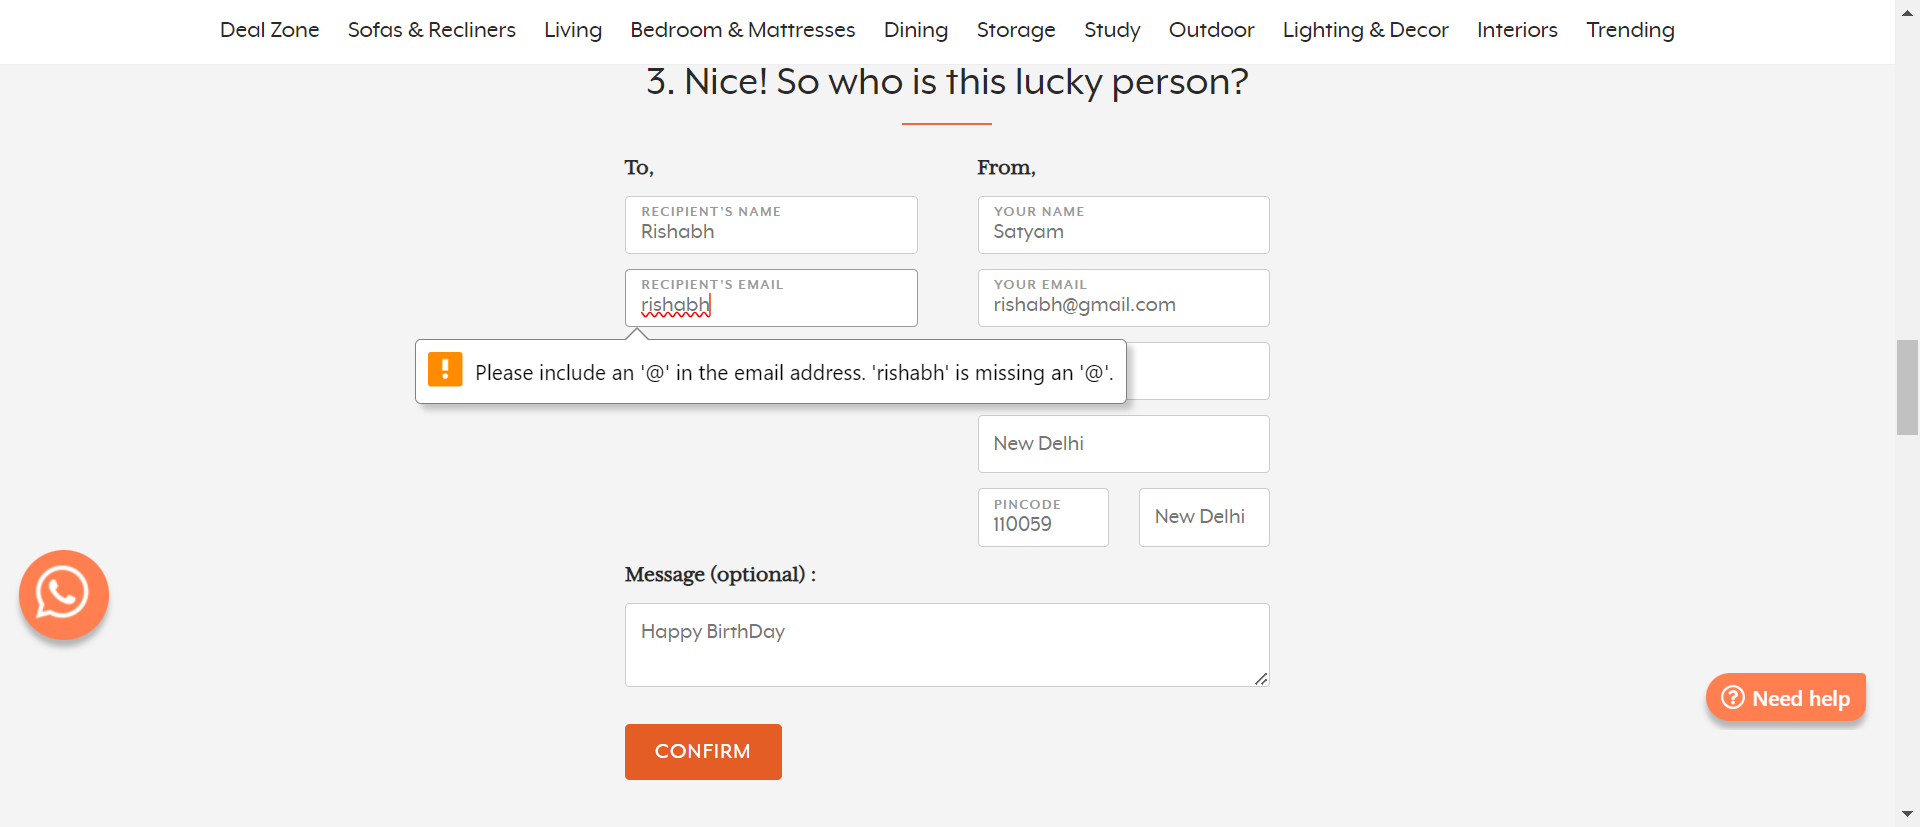 Deal Zone Sofas & Recliners Living Bedroom & Mattresses Dining Storage Study Outdoor Lighting & Decor Interiors Trending
3. Nice! So who is this lucky person?
To,
RECIPIENT'S NAME
Rishabh
RECIPIENT'S EMAIL
rishabh
Please include an '@' in the email address. 'rishabh' is missing an '@'.
From,
YOUR NAME
Satyam
YOUR EMAIL
rishabh@gmail.com
New Delhi
PINCODE
110059
New Delhi
Message (optional) :
Happy BirthDay
CONFIRM
Need help